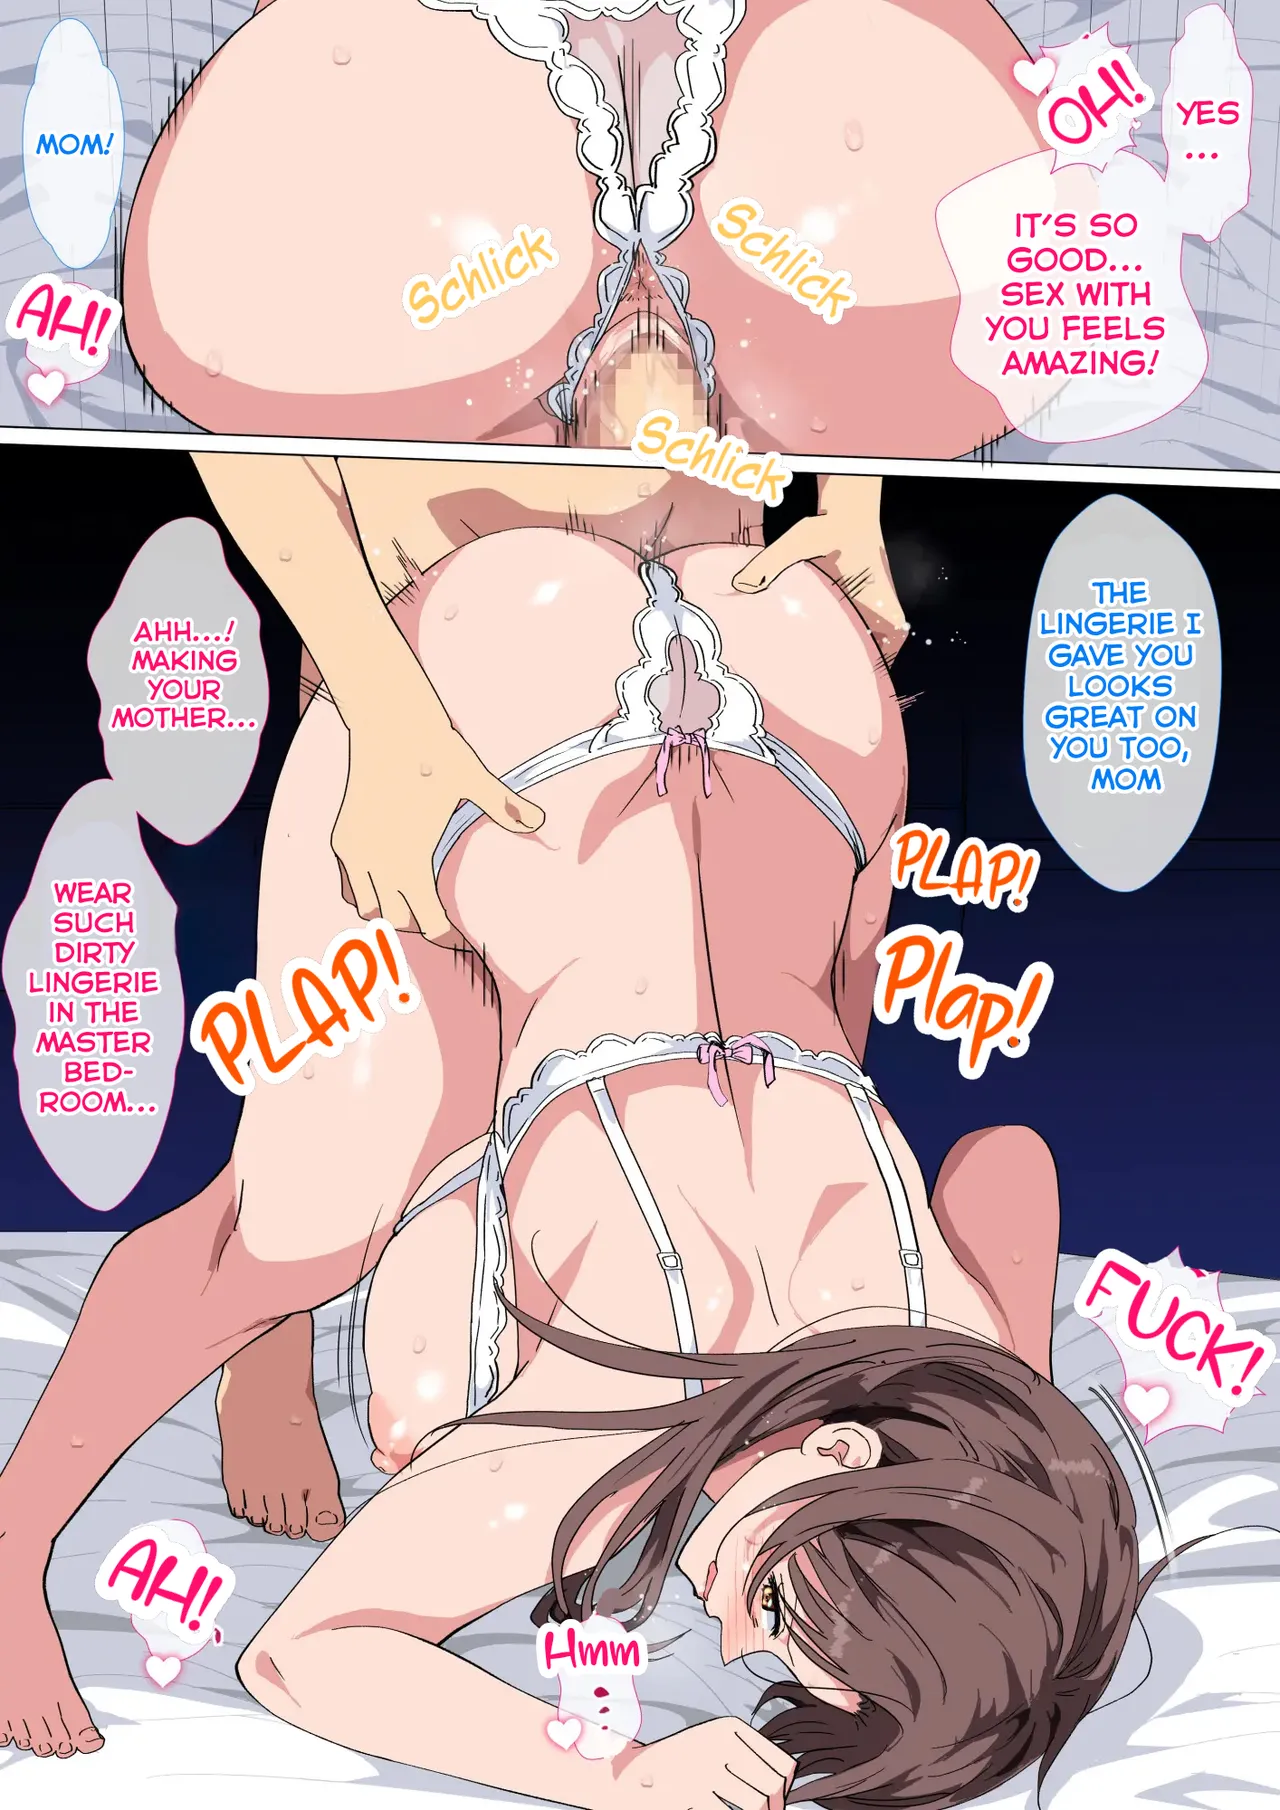 YES
...
OH!
MOM!
IT'S SO
GOOD...
SEX WITH
YOU FEELS
AMAZING!
Schlick
Schlick
AH!
Schlick
THE
LINGERIE I
GAVE YOU
LOOKS
GREAT ON
YOU TOO,
MOM
AHH...!
MAKING
YOUR
MOTHER...
WEAR
SUCH
DIRTY
LINGERIE
IN THE
MASTER
BED-
ROOM...
PLAP!
Plap!
PLAP!
FUCK!
AH!
Hmm
...